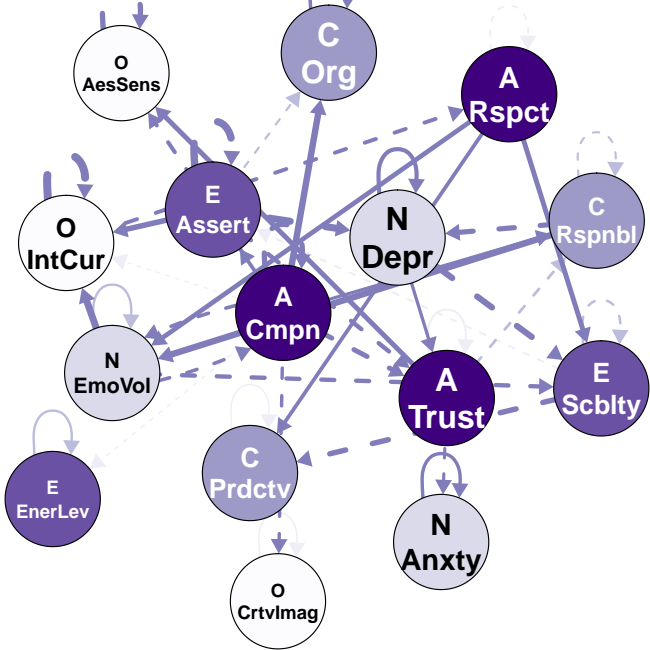 O
AesSens
C
Org
A
Rspct
E
Assert
O
IntCur
N
Depr
C
Rspnbl
A
Cmpn
N
EmoVol
A
Trust
E
Scblty
C
Prdctv
E
EnerLev
N
Anxty
O
CrtvImag